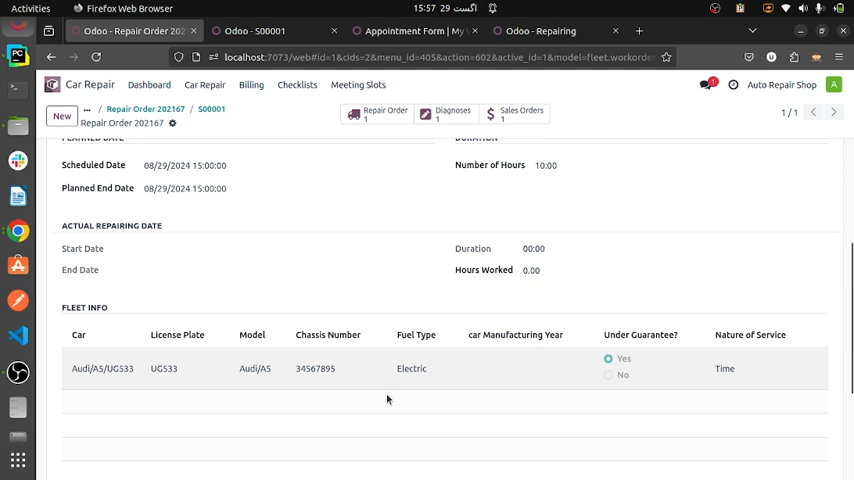 Activities
Firefox Web Browser
15:57 29 اگست
Odoo - Repair Order 202
Odoo - S00001
Appointment Form | My
Odoo - Repairing
localhost:7073/web#id=1&cids=2&menu_id=405&action=602&active_id=1&model=fleet.workorde
Car Repair
Dashboard
Car Repair
Billing
Checklists
Meeting Slots
1
Auto Repair Shop
A
New
... / Repair Order 202167 / S00001
Repair Order 202167
Repair Order
1
Diagnoses
1
Sales Orders
1
1 / 1
PLANNED DATE
DURATION
Scheduled Date
08/29/2024 15:00:00
Number of Hours
10:00
Planned End Date
08/29/2024 15:00:00
ACTUAL REPAIRING DATE
Start Date
Duration
00:00
End Date
Hours Worked
0.00
FLEET INFO
Car
License Plate
Model
Chassis Number
Fuel Type
car Manufacturing Year
Under Guarantee?
Nature of Service
Audi/A5/UG533
UG533
Audi/A5
34567895
Electric
Yes
No
Time